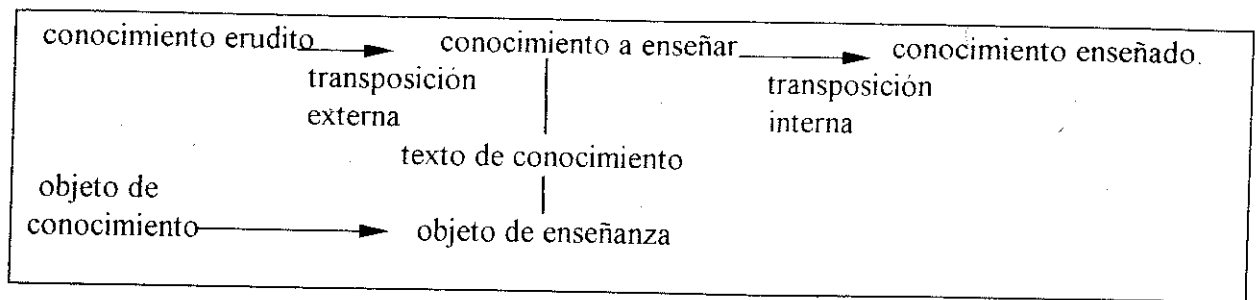 conocimiento erudito conocimiento a enseñar conocimiento enseñado.
transposición transposición
externa interna
texto de conocimiento
objeto de
conocimiento objeto de enseñanza